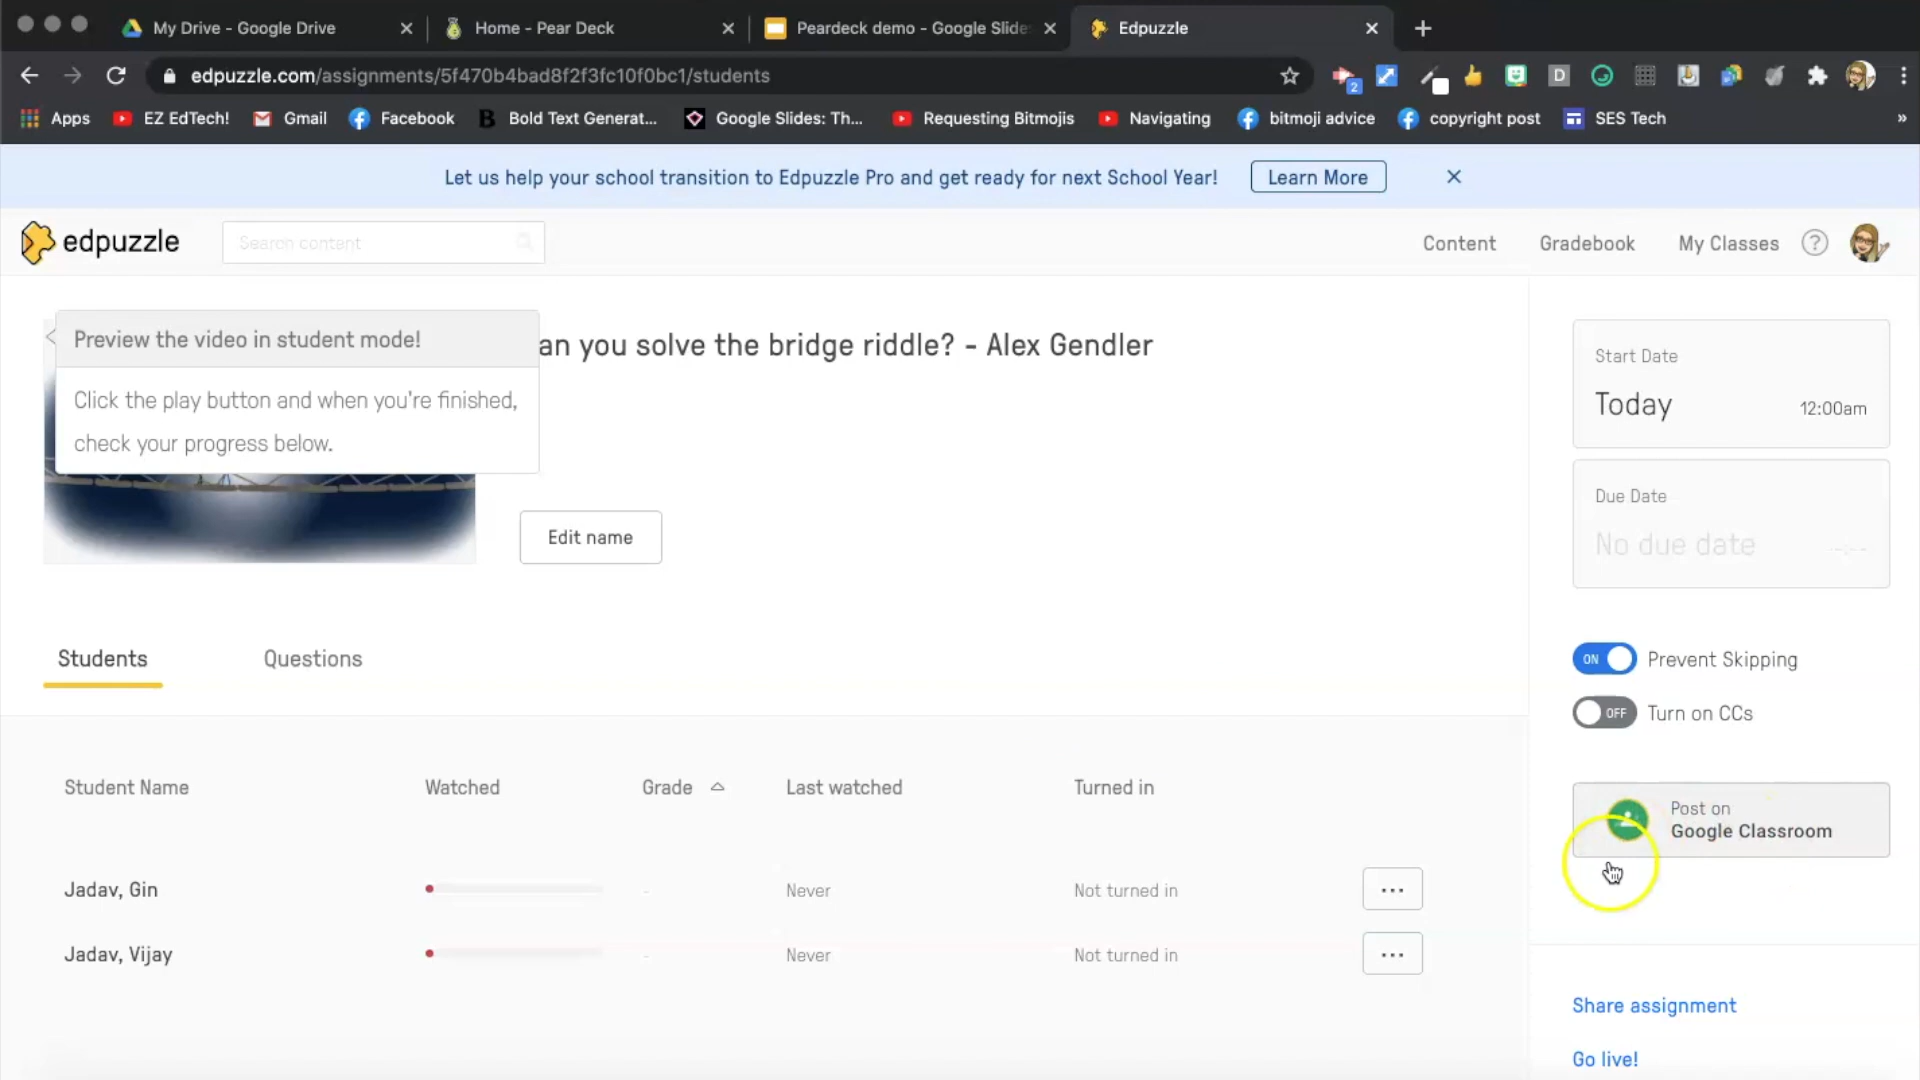 My Drive - Google Drive
Home - Pear Deck
Peardeck demo - Google Slide
Edpuzzle
edpuzzle.com/assignments/5f470b4bad8f2f3fc10f0bc1/students
2
D
Apps
EZ EdTech!
Gmail
Facebook
B Bold Text Generat...
Google Slides: Th...
Requesting Bitmojis
Navigating
bitmoji advice
copyright post
SES Tech
»
Let us help your school transition to Edpuzzle Pro and get ready for next School Year!
Learn More
edpuzzle
Search content
Content
Gradebook
My Classes
?
Preview the video in student mode!
Click the play button and when you're finished,
check your progress below.
an you solve the bridge riddle? - Alex Gendler
Edit name
Start Date
Today
12:00am
Due Date
No due date
--:--
ON
Prevent Skipping
OFF
Turn on CCs
Students
Questions
Student Name
Watched
Grade
Last watched
Turned in
Post on
Google Classroom
Jadav, Gin
-
Never
Not turned in
...
Jadav, Vijay
-
Never
Not turned in
...
Share assignment
Go live!